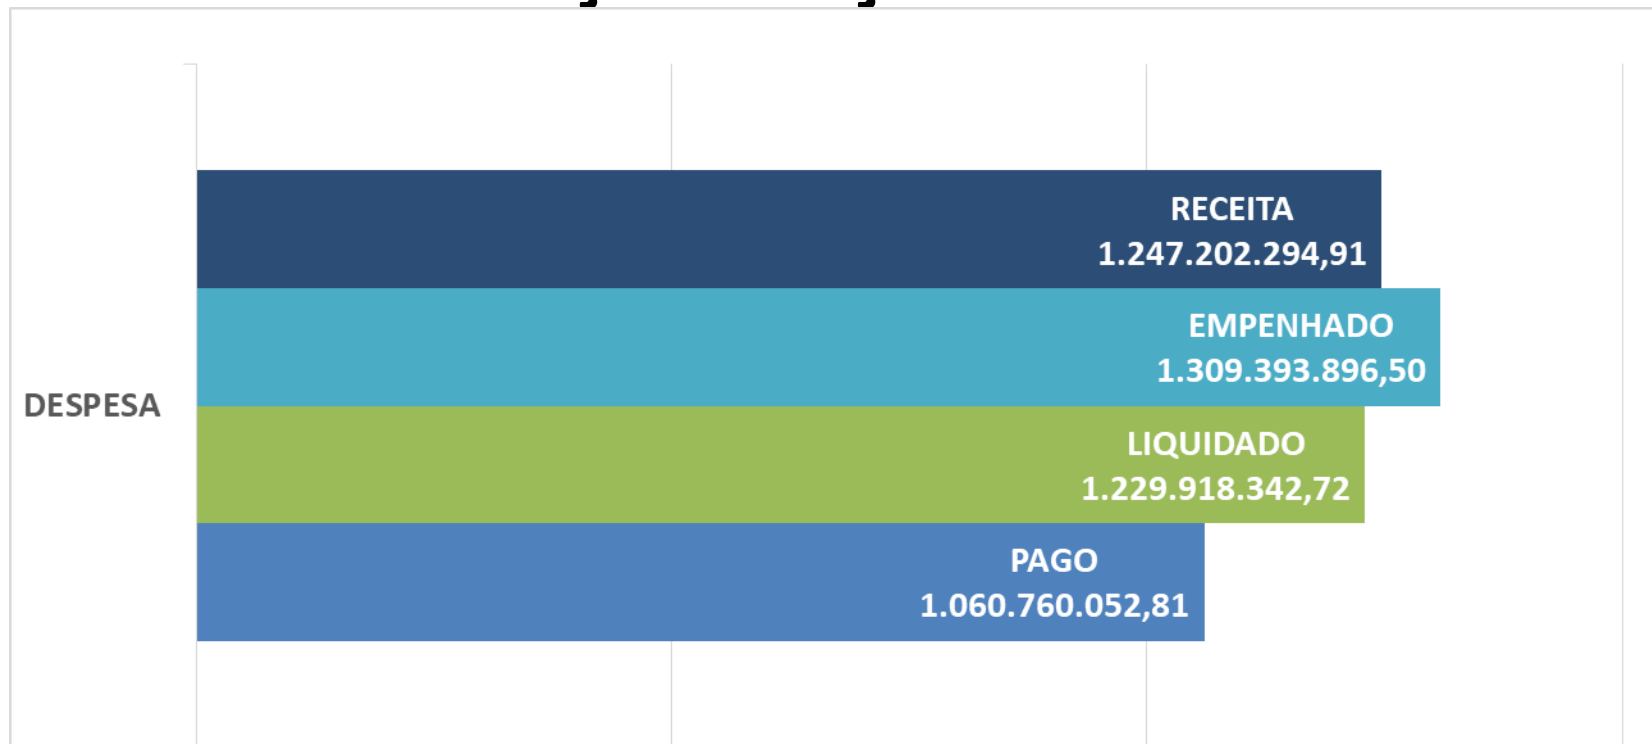 RECEITA
1.247.202.294,91
EMPENHADO
1.309.393.896,50
DESPESA
LIQUIDADO
1.229.918.342,72
PAGO
1.060.760.052,81